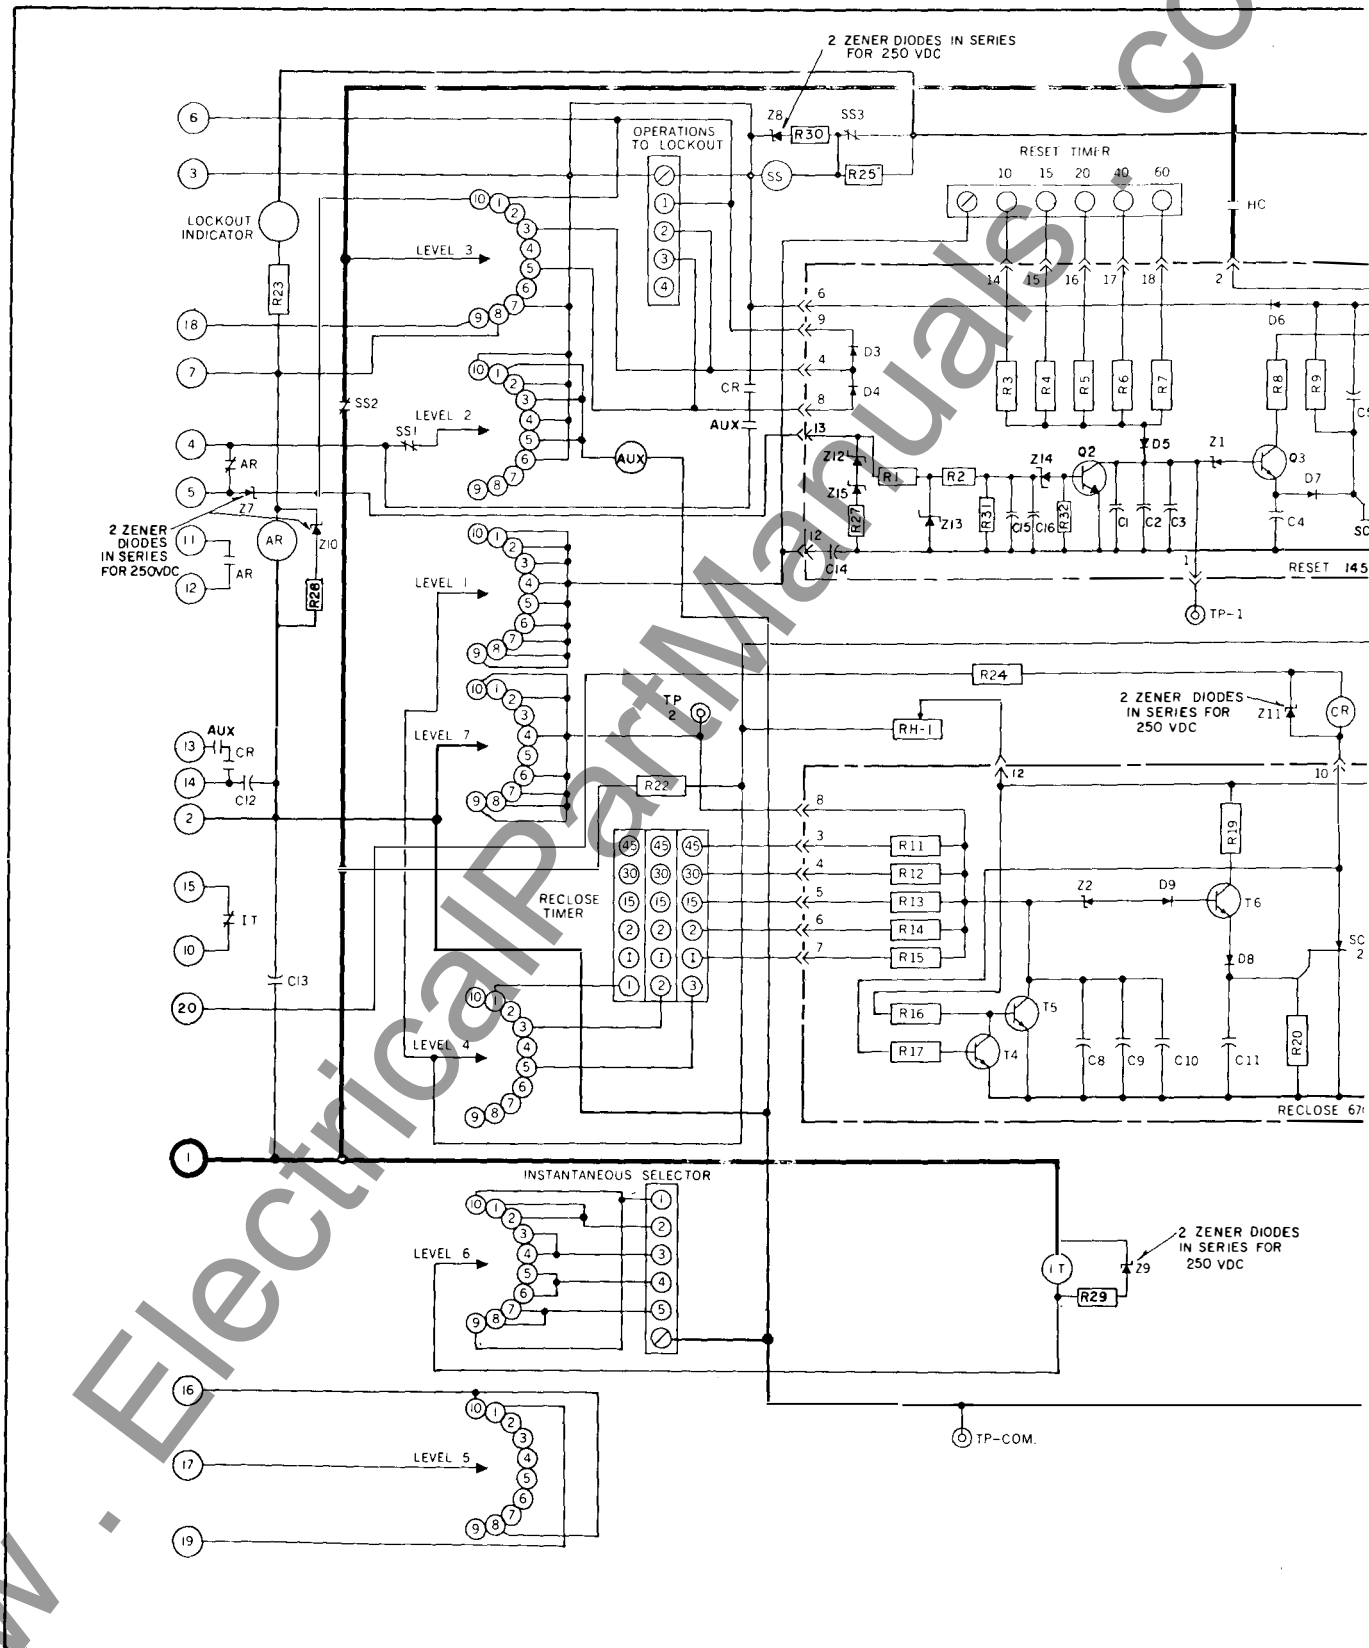 2 ZENER DIODES IN SERIES
FOR 250 VDC
6
OPERATIONS
TO LOCKOUT
Z8
R30
SS3
RESET TIMER
3
SS
R25
10
15
20
40
60
1
2
3
4
HC
LOCKOUT
INDICATOR
LEVEL 3
10
1
2
3
4
5
6
7
8
9
14
15
16
17
18
2
R23
18
7
6
9
4
8
13
D3
D4
D6
R3
R4
R5
R6
R7
R8
R9
SS2
CR
AUX
LEVEL 2
10
1
2
3
4
5
6
7
8
9
SS1
AUX
4
AR
5
Z7
2 ZENER
DIODES
IN SERIES
FOR 250VDC
11
AR
12
AR
Z10
R28
Z12
Z15
R27
R1
R2
Z13
R31
C15
C16
Z14
R32
Q2
D5
C1
C2
C3
Z1
Q3
D7
C4
12
C14
1
RESET 145
TP-1
LEVEL 1
10
1
2
3
4
5
6
7
8
9
LEVEL 7
10
1
2
3
4
5
6
7
8
9
TP
2
R24
RH-1
2 ZENER DIODES
IN SERIES FOR
250 VDC
Z11
CR
13
AUX
CR
14
C12
2
R22
12
10
8
3
4
5
6
7
R11
R12
R13
R14
R15
R16
R17
R19
RECLOSE
TIMER
45
45
45
30
30
30
15
15
15
2
2
2
1
1
1
1
2
3
15
IT
10
C13
20
Z2
D9
T6
D8
T5
T4
C8
C9
C10
C11
R20
SC
2
RECLOSE 670
LEVEL 4
10
1
2
3
4
5
6
7
8
9
1
INSTANTANEOUS SELECTOR
LEVEL 6
10
1
2
3
4
5
6
7
8
9
1
2
3
4
5
IT
R29
Z9
2 ZENER DIODES
IN SERIES FOR
250 VDC
TP-COM.
16
17
19
LEVEL 5
10
1
2
3
4
5
6
7
8
9
www.ElectricalPartManuals.co